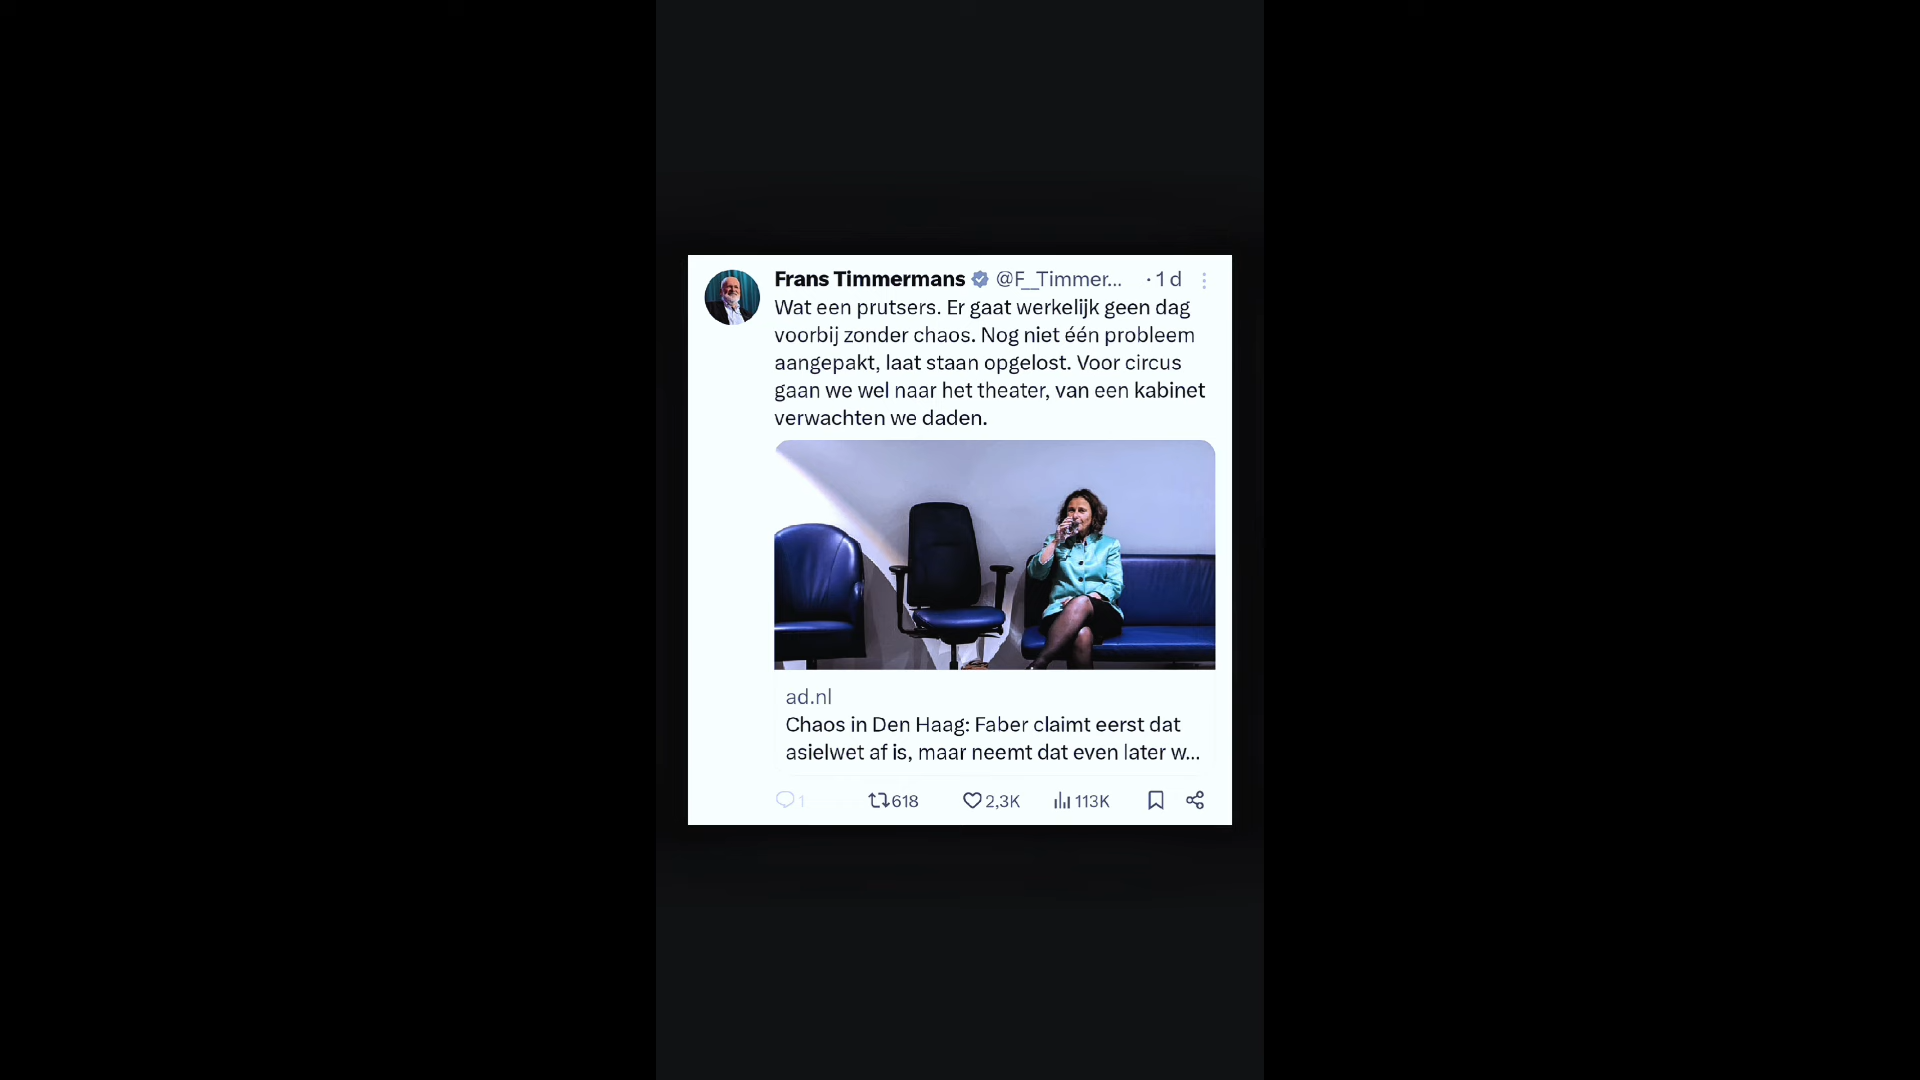 Frans Timmermans @F__Timmer... · 1 d
Wat een prutsers. Er gaat werkelijk geen dag
voorbij zonder chaos. Nog niet één probleem
aangepakt, laat staan opgelost. Voor circus
gaan we wel naar het theater, van een kabinet
verwachten we daden.
ad.nl
Chaos in Den Haag: Faber claimt eerst dat
asielwet af is, maar neemt dat even later w...
1 618 2,3K 113K